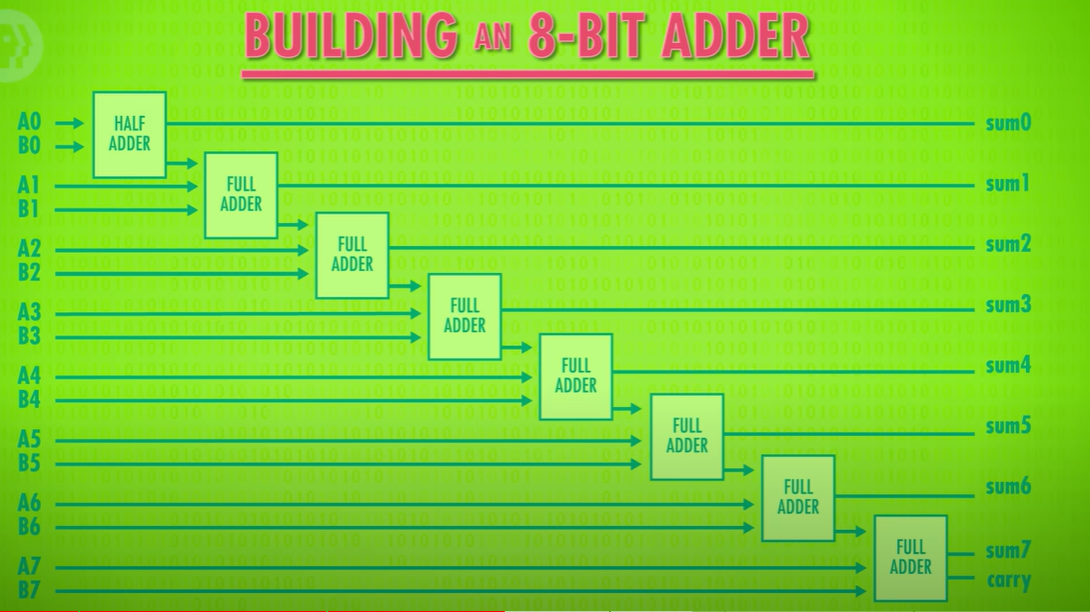 BUILDING AN 8-BIT ADDER
A0
B0
HALF
ADDER
sum0
A1
B1
FULL
ADDER
sum1
A2
B2
FULL
ADDER
sum2
A3
B3
FULL
ADDER
sum3
A4
B4
FULL
ADDER
sum4
A5
B5
FULL
ADDER
sum5
A6
B6
FULL
ADDER
sum6
A7
B7
FULL
ADDER
sum7
carry